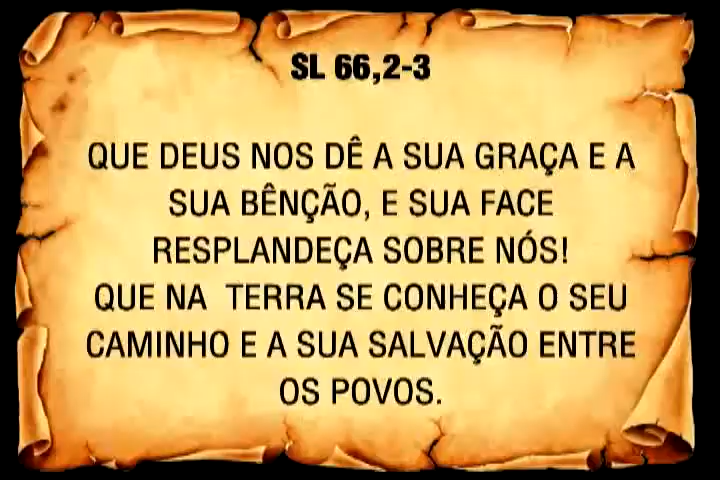 SL 66,2-3
QUE DEUS NOS DÊ A SUA GRAÇA E A
SUA BÊNÇÃO, E SUA FACE
RESPLANDEÇA SOBRE NÓS!
QUE NA  TERRA SE CONHEÇA O SEU
CAMINHO E A SUA SALVAÇÃO ENTRE
OS POVOS.